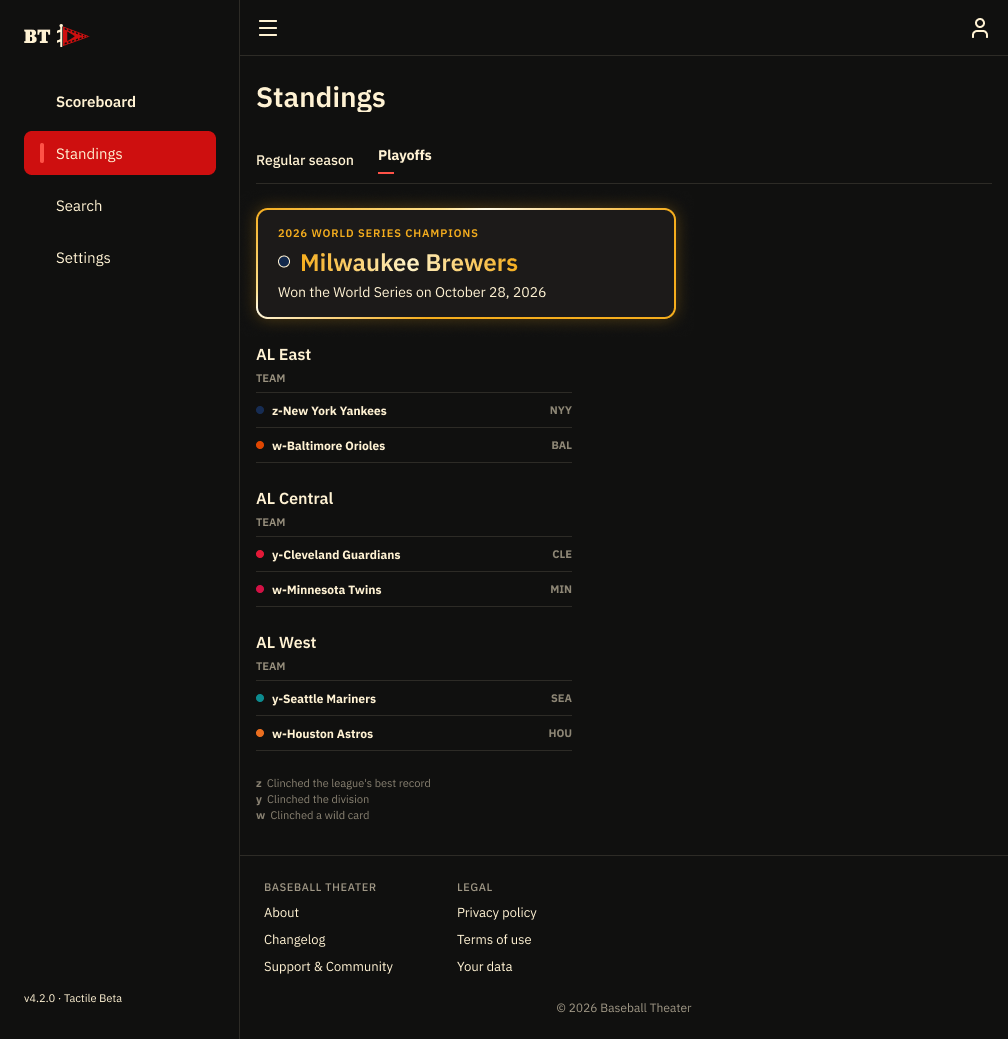 BT
Scoreboard
Standings
Search
Settings
v4.2.0 · Tactile Beta
Standings
Regular season
Playoffs
2026 WORLD SERIES CHAMPIONS
Milwaukee Brewers
Won the World Series on October 28, 2026
AL East
TEAM
z-New York Yankees NYY
w-Baltimore Orioles BAL
AL Central
TEAM
y-Cleveland Guardians CLE
w-Minnesota Twins MIN
AL West
TEAM
y-Seattle Mariners SEA
w-Houston Astros HOU
z Clinched the league's best record
y Clinched the division
w Clinched a wild card
BASEBALL THEATER
About
Changelog
Support & Community
LEGAL
Privacy policy
Terms of use
Your data
© 2026 Baseball Theater